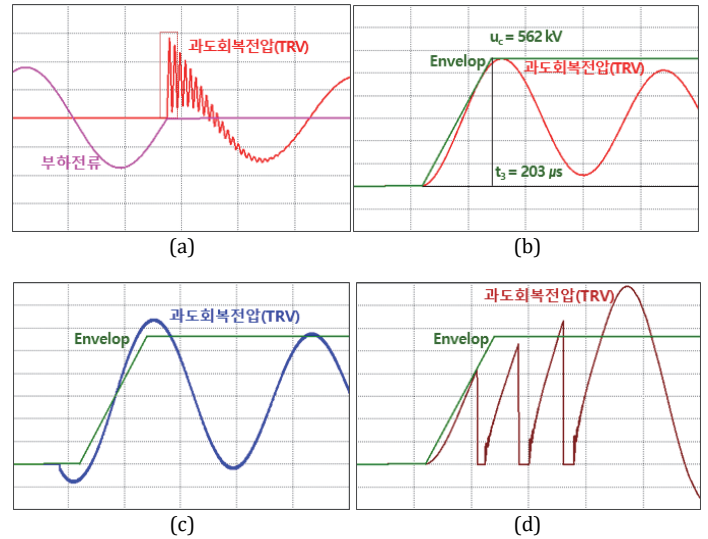 과도회복전압(TRV)
부하전류
(a)
u_c = 562 kV
Envelop
과도회복전압(TRV)
t_3 = 203 μs
(b)
과도회복전압(TRV)
Envelop
(c)
과도회복전압(TRV)
Envelop
(d)